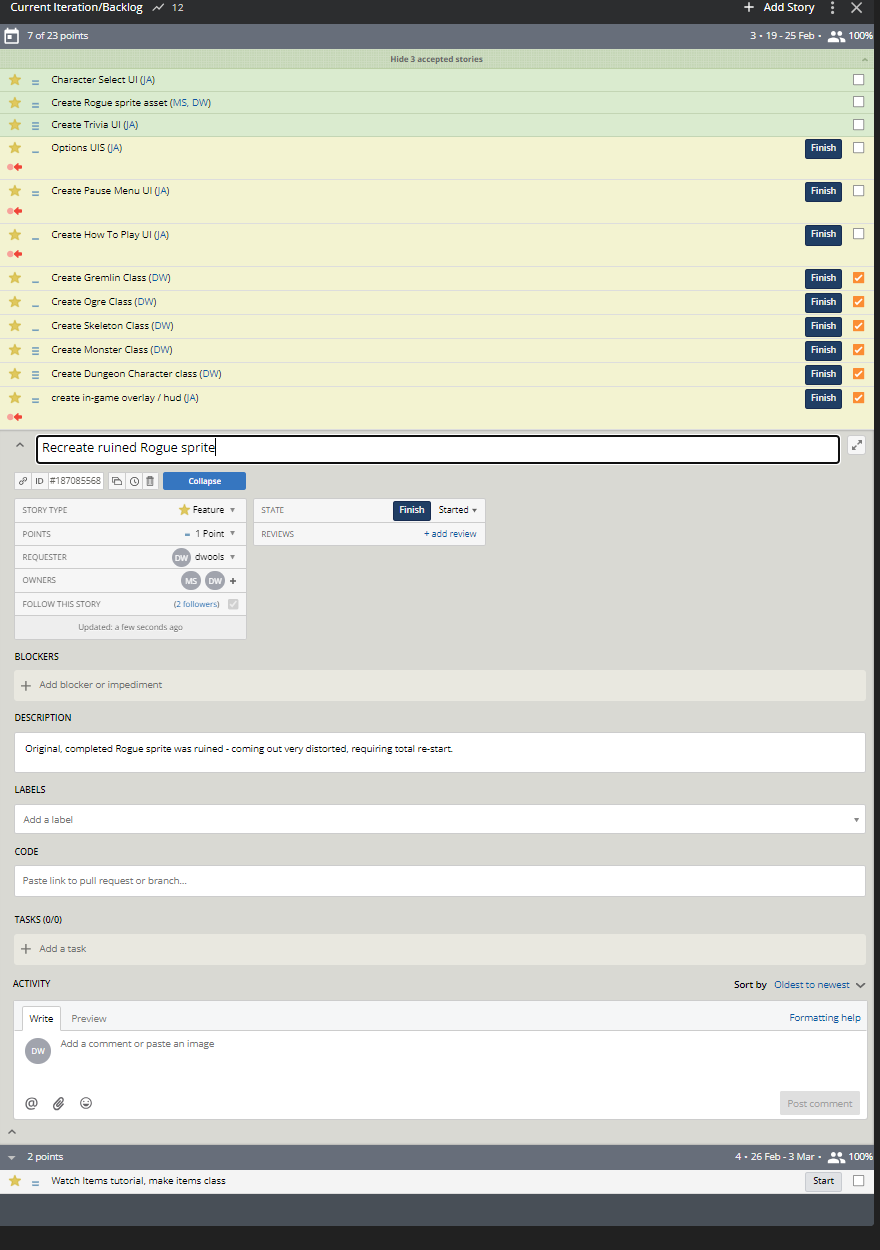 Current Iteration/Backlog 12 + Add Story
7 of 23 points 3 • 19 - 25 Feb • 100%
Hide 3 accepted stories
Character Select UI (JA)
Create Rogue sprite asset (MS, DW)
Create Trivia UI (JA)
Options UIS (JA) Finish
Create Pause Menu UI (JA) Finish
Create How To Play UI (JA) Finish
Create Gremlin Class (DW) Finish
Create Ogre Class (DW) Finish
Create Skeleton Class (DW) Finish
Create Monster Class (DW) Finish
Create Dungeon Character class (DW) Finish
create in-game overlay / hud (JA) Finish
Recreate ruined Rogue sprite
ID #187085568 Collapse
STORY TYPE Feature STATE Finish Started
POINTS 1 Point REVIEWS + add review
REQUESTER DW dwools
OWNERS MS DW +
FOLLOW THIS STORY (2 followers)
Updated: a few seconds ago
BLOCKERS
+ Add blocker or impediment
DESCRIPTION
Original, completed Rogue sprite was ruined - coming out very distorted, requiring total re-start.
LABELS
Add a label
CODE
Paste link to pull request or branch...
TASKS (0/0)
+ Add a task
ACTIVITY Sort by Oldest to newest
Write Preview Formatting help
DW Add a comment or paste an image
@ Post comment
2 points 4 • 26 Feb - 3 Mar • 100%
Watch Items tutorial, make items class Start